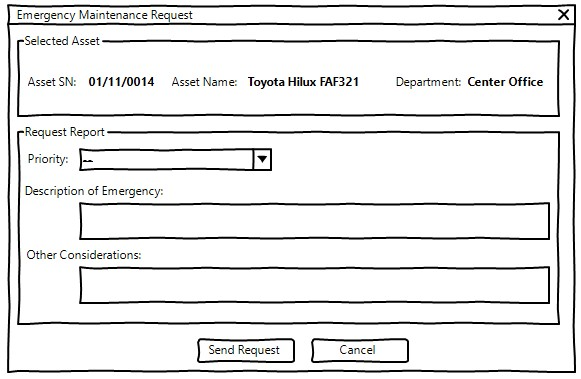 Emergency Maintenance Request
Selected Asset
Asset SN: 01/11/0014 Asset Name: Toyota Hilux FAF321 Department: Center Office
Request Report
Priority: --
Description of Emergency:
Other Considerations:
Send Request Cancel